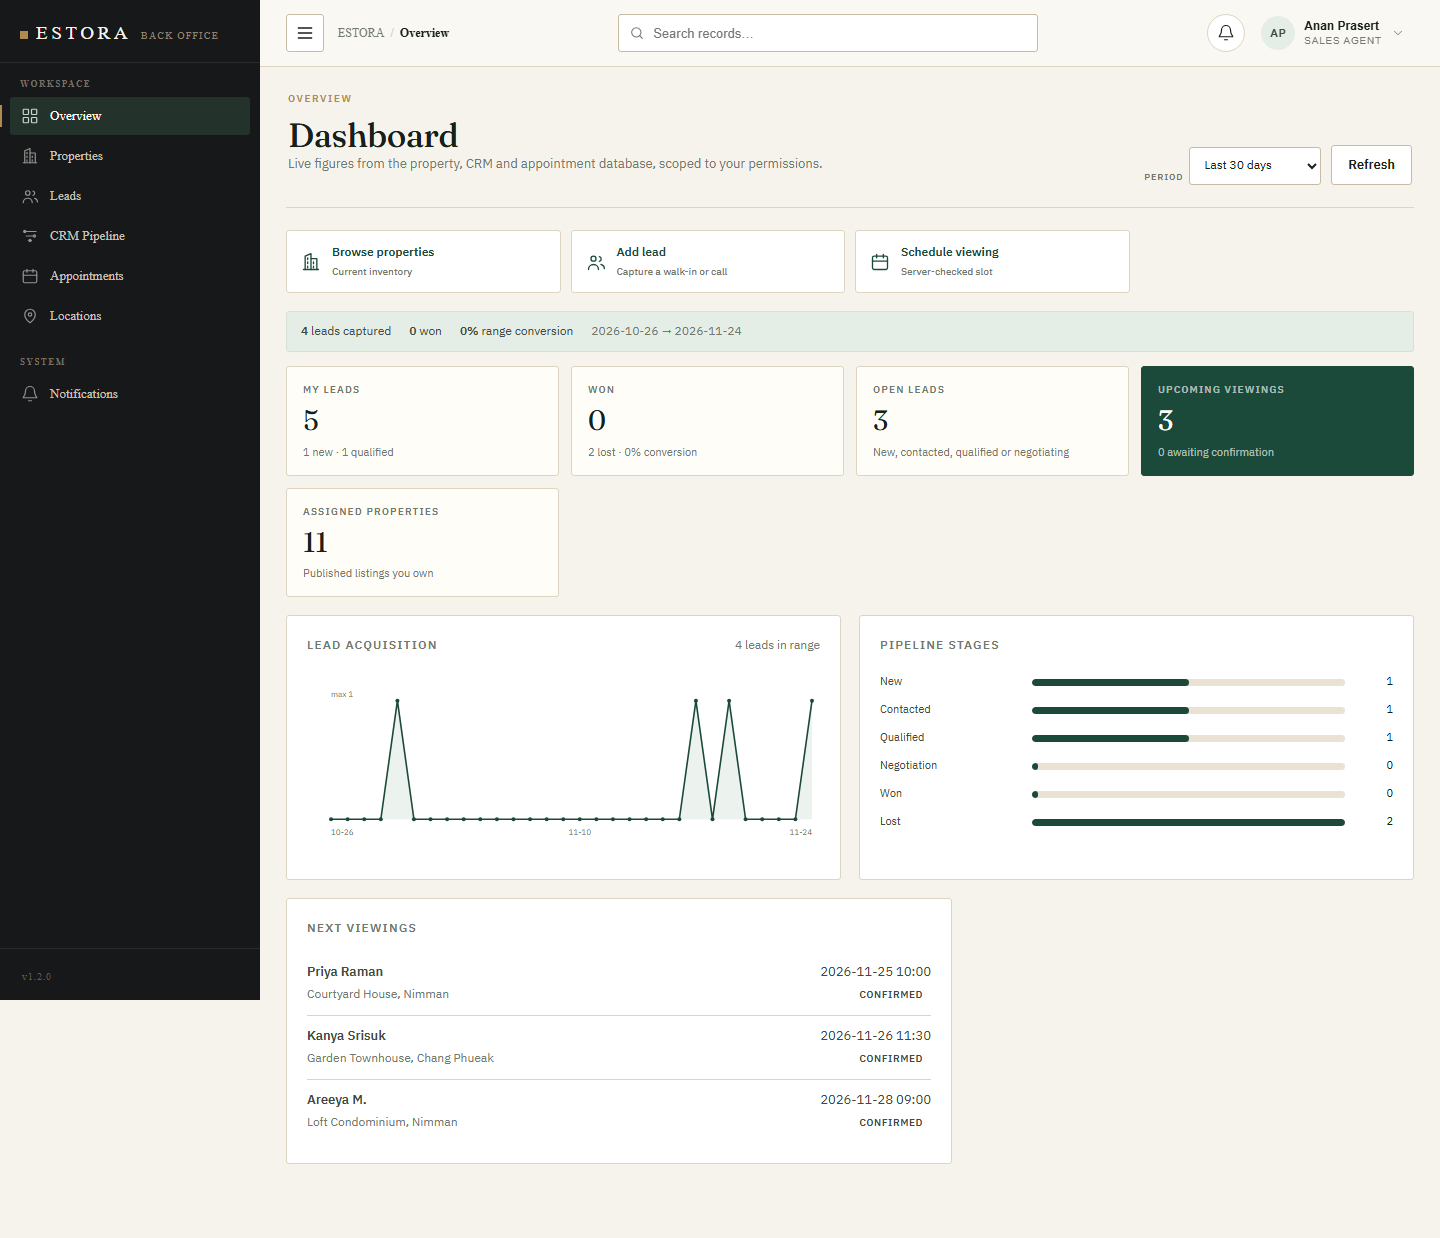 ESTORA BACK OFFICE
WORKSPACE
Overview
Properties
Leads
CRM Pipeline
Appointments
Locations
SYSTEM
Notifications
v1.2.0
ESTORA / Overview
Search records...
AP
Anan Prasert
SALES AGENT
OVERVIEW
Dashboard
Live figures from the property, CRM and appointment database, scoped to your permissions.
PERIOD
Last 30 days
Refresh
Browse properties
Current inventory
Add lead
Capture a walk-in or call
Schedule viewing
Server-checked slot
4 leads captured 0 won 0% range conversion 2026-10-26 → 2026-11-24
MY LEADS
5
1 new · 1 qualified
WON
0
2 lost · 0% conversion
OPEN LEADS
3
New, contacted, qualified or negotiating
UPCOMING VIEWINGS
3
0 awaiting confirmation
ASSIGNED PROPERTIES
11
Published listings you own
LEAD ACQUISITION
4 leads in range
max 1
10-26 11-10 11-24
PIPELINE STAGES
New 1
Contacted 1
Qualified 1
Negotiation 0
Won 0
Lost 2
NEXT VIEWINGS
Priya Raman 2026-11-25 10:00
Courtyard House, Nimman CONFIRMED
Kanya Srisuk 2026-11-26 11:30
Garden Townhouse, Chang Phueak CONFIRMED
Areeya M. 2026-11-28 09:00
Loft Condominium, Nimman CONFIRMED